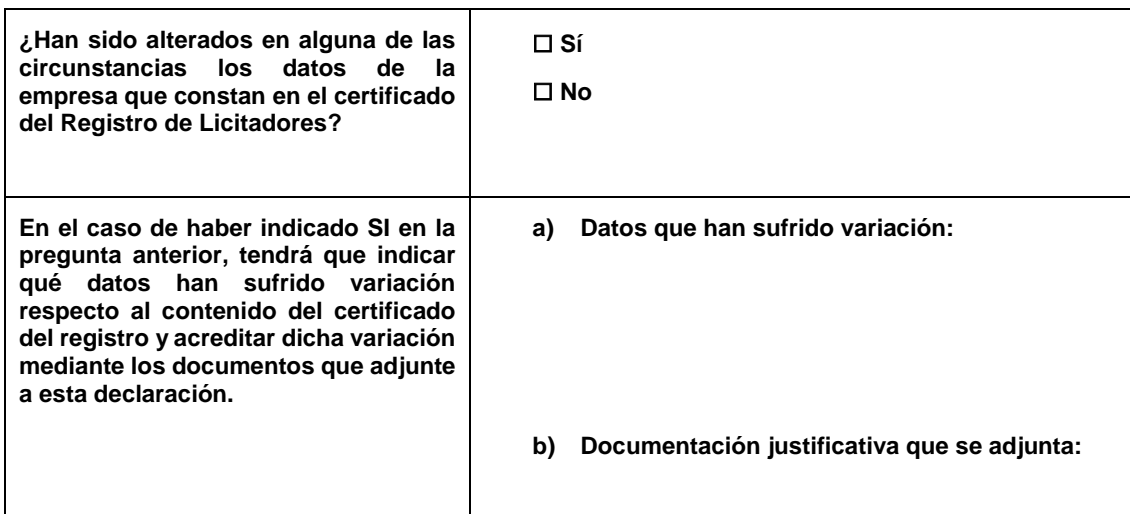 ¿Han sido alterados en alguna de las
circunstancias los datos de la
empresa que constan en el certificado
del Registro de Licitadores?
☐ Sí
☐ No
En el caso de haber indicado SI en la
pregunta anterior, tendrá que indicar
qué datos han sufrido variación
respecto al contenido del certificado
del registro y acreditar dicha variación
mediante los documentos que adjunte
a esta declaración.
a) Datos que han sufrido variación:
b) Documentación justificativa que se adjunta: